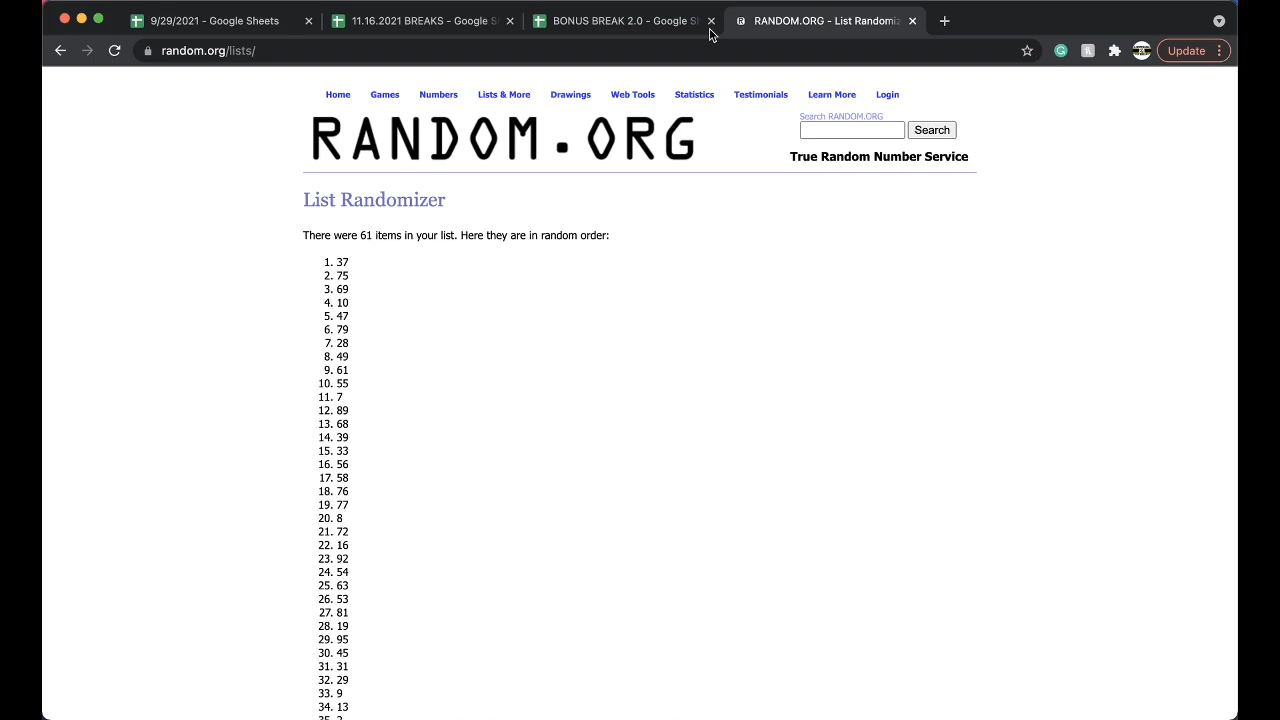 9/29/2021 - Google Sheets
11.16.2021 BREAKS - Google S
BONUS BREAK 2.0 - Google S
RANDOM.ORG - List Randomiz
random.org/lists/
Update
Home Games Numbers Lists & More Drawings Web Tools Statistics Testimonials Learn More Login
RANDOM.ORG
Search RANDOM.ORG
Search
True Random Number Service
List Randomizer
There were 61 items in your list. Here they are in random order:
1. 37
2. 75
3. 69
4. 10
5. 47
6. 79
7. 28
8. 49
9. 61
10. 55
11. 7
12. 89
13. 68
14. 39
15. 33
16. 56
17. 58
18. 76
19. 77
20. 8
21. 72
22. 16
23. 92
24. 54
25. 63
26. 53
27. 81
28. 19
29. 95
30. 45
31. 31
32. 29
33. 9
34. 13